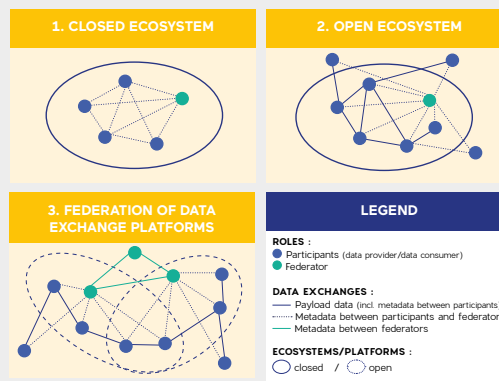 1. CLOSED ECOSYSTEM
2. OPEN ECOSYSTEM
3. FEDERATION OF DATA
EXCHANGE PLATFORMS
LEGEND
ROLES :
Participants (data provider/data consumer)
Federator
DATA EXCHANGES :
Payload data (incl. metadata between participants
Metadata between participants and federator
Metadata between federators
ECOSYSTEMS/PLATFORMS :
closed / open